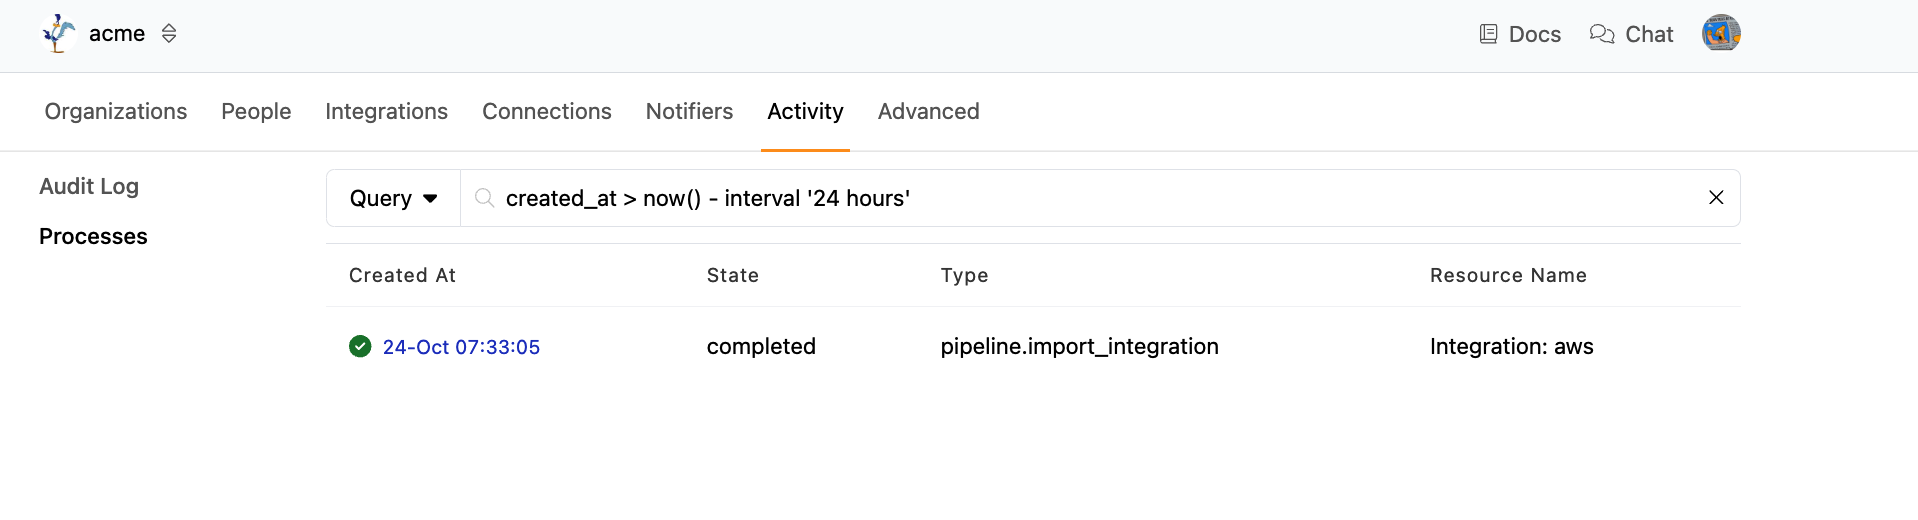 acme
Docs
Chat
Organizations
People
Integrations
Connections
Notifiers
Activity
Advanced
Audit Log
Processes
Query
created_at > now() - interval '24 hours'
Created At
State
Type
Resource Name
24-Oct 07:33:05
completed
pipeline.import_integration
Integration: aws